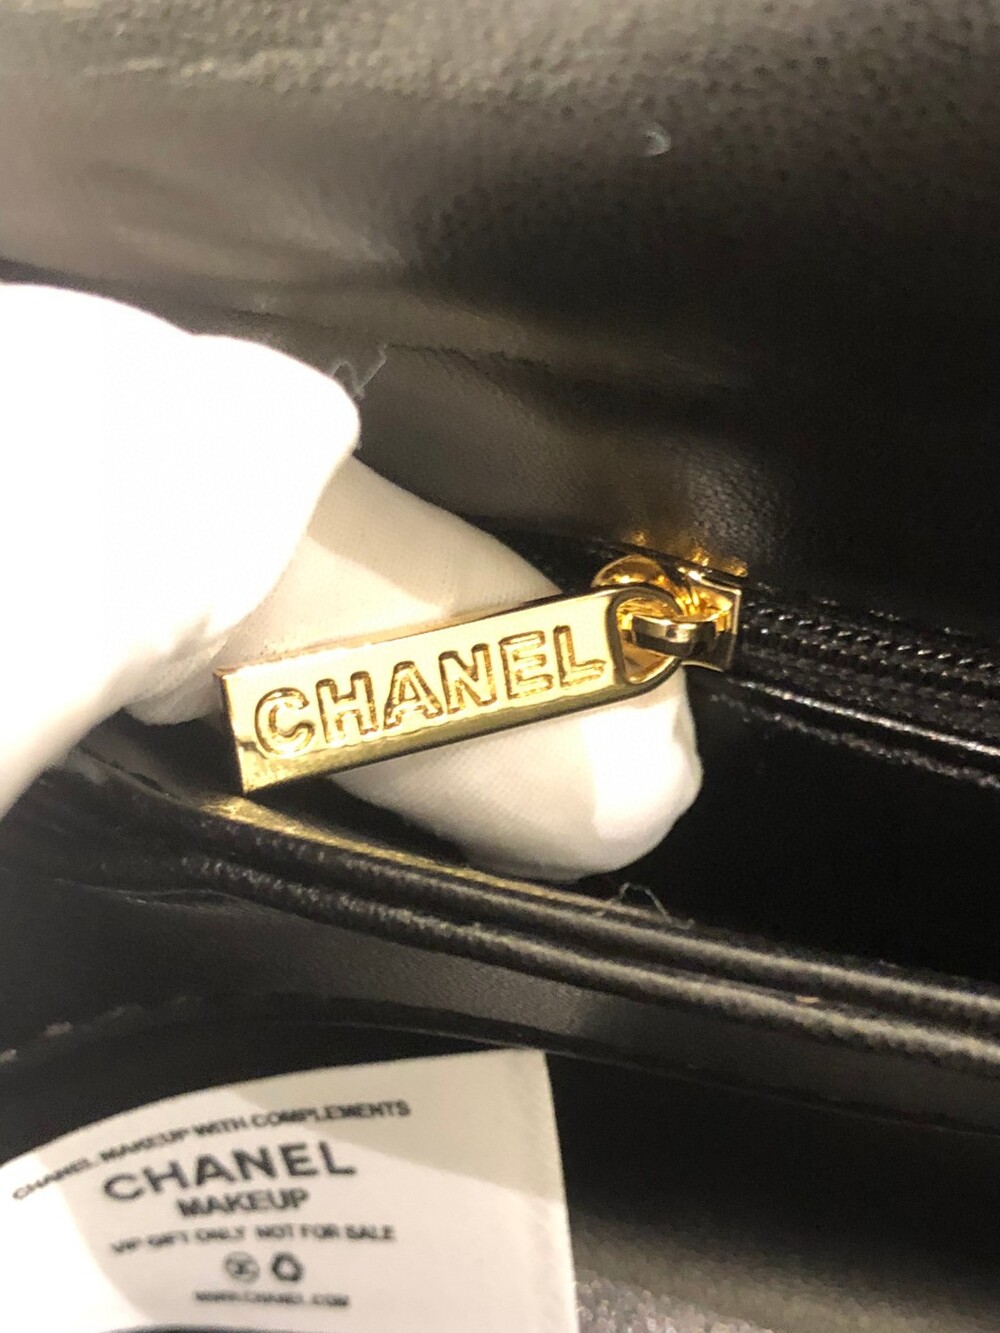 CHANEL
CHANEL MAKEUP WITH COMPLEMENTS
CHANEL
MAKEUP
VIP GIFT ONLY NOT FOR SALE
WWW.CHANEL.COM